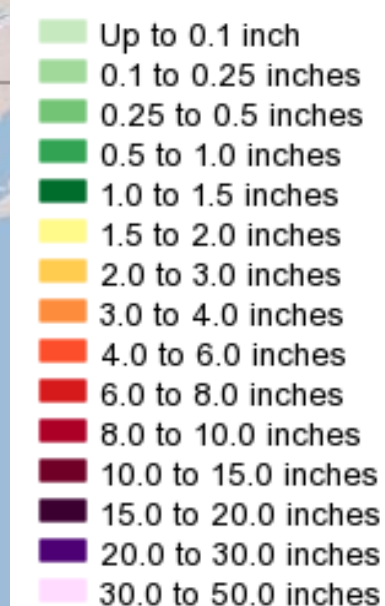 Up to 0.1 inch
0.1 to 0.25 inches
0.25 to 0.5 inches
0.5 to 1.0 inches
1.0 to 1.5 inches
1.5 to 2.0 inches
2.0 to 3.0 inches
3.0 to 4.0 inches
4.0 to 6.0 inches
6.0 to 8.0 inches
8.0 to 10.0 inches
10.0 to 15.0 inches
15.0 to 20.0 inches
20.0 to 30.0 inches
30.0 to 50.0 inches